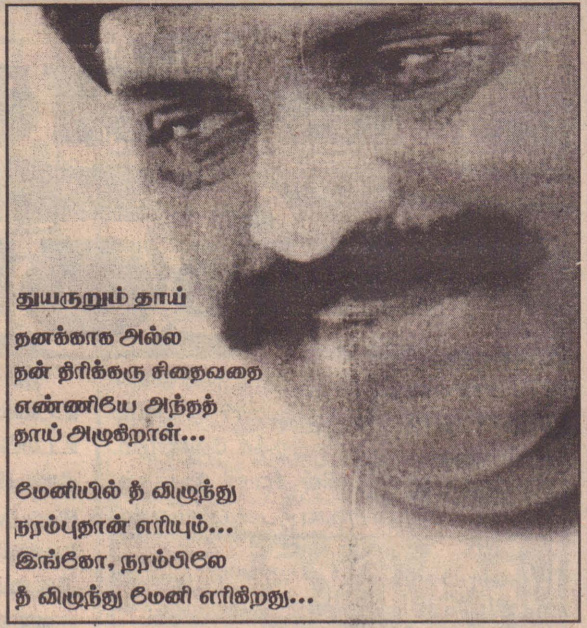 துயருறும் தாய்
தனக்காக அல்ல
தன் திரிக்கரு சிதைவதை
எண்ணியே அந்தத்
தாய் அழுகிறாள்...
மேனியில் தீ விழுந்து
நரம்புதான் எரியும்...
இங்கோ, நரம்பிலே
தீ விழுந்து மேனி எரிகிறது...